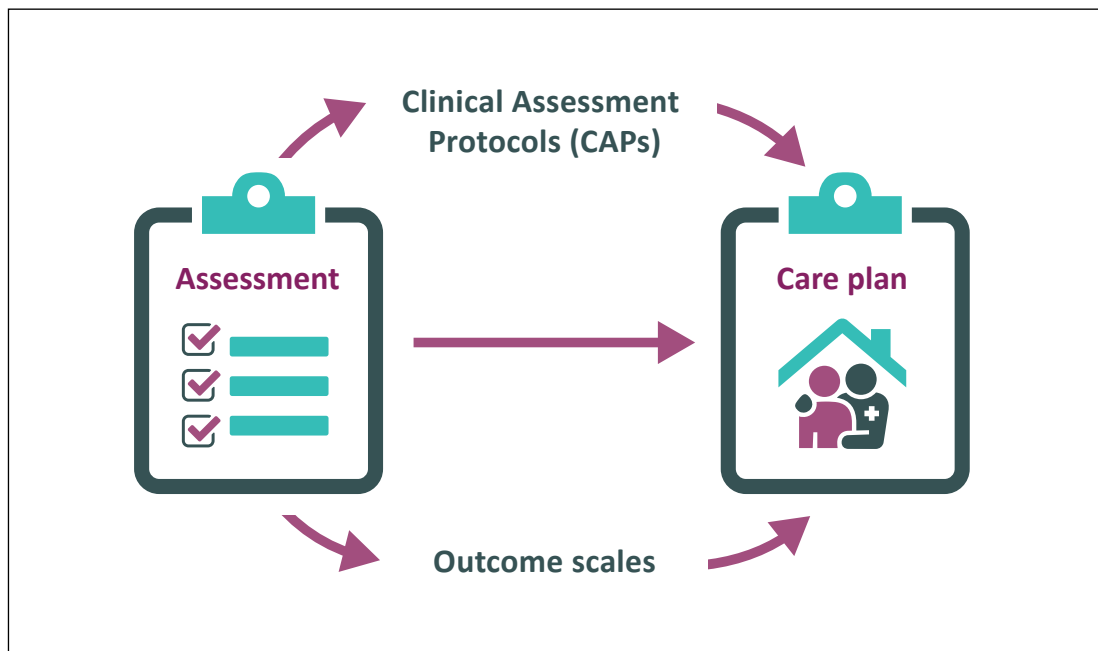 Clinical Assessment
Protocols (CAPs)
Assessment
Care plan
Outcome scales